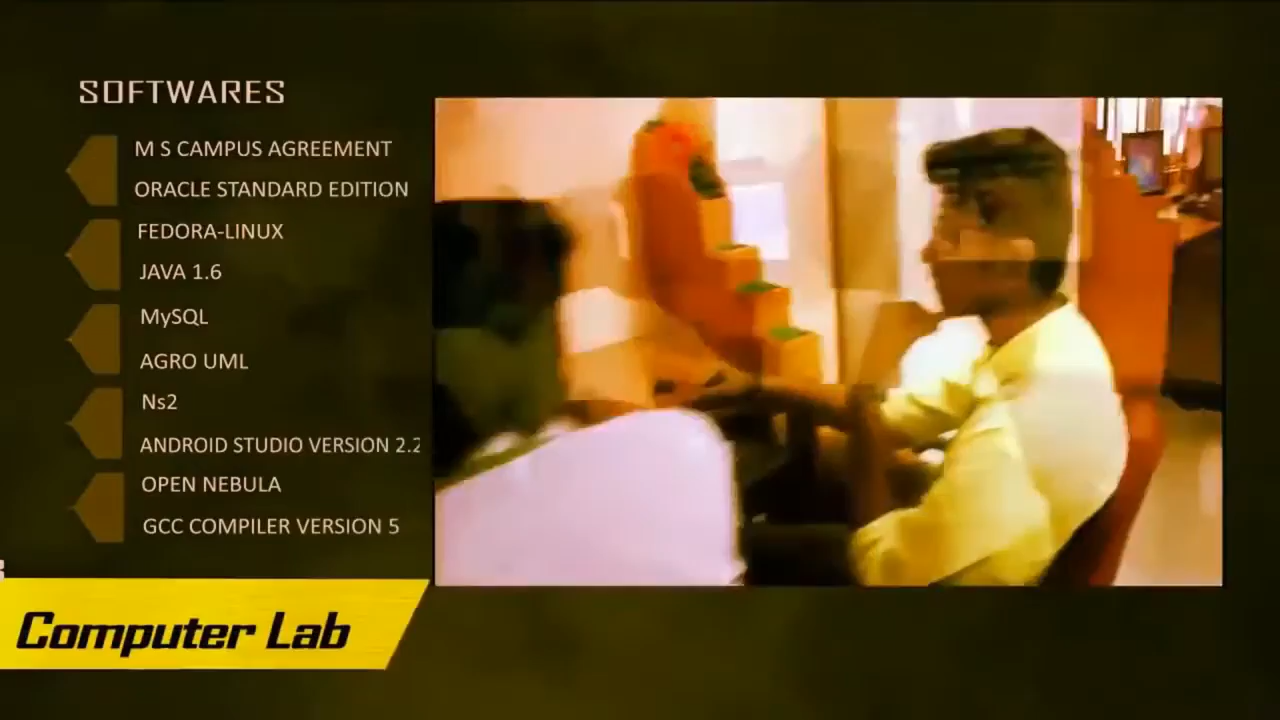 SOFTWARES
M S CAMPUS AGREEMENT
ORACLE STANDARD EDITION
FEDORA-LINUX
JAVA 1.6
MySQL
AGRO UML
Ns2
ANDROID STUDIO VERSION 2.2
OPEN NEBULA
GCC COMPILER VERSION 5
Computer Lab